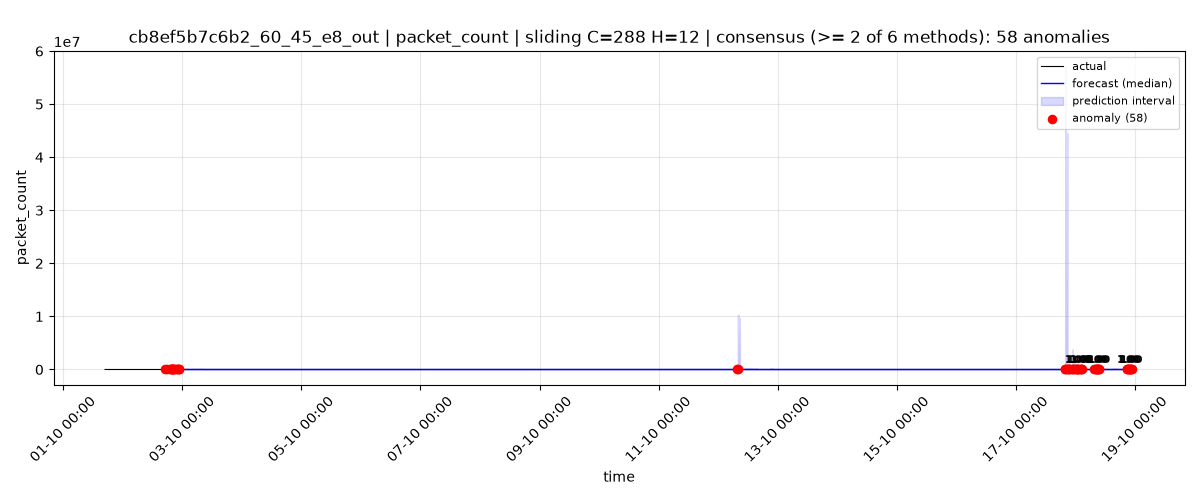 cb8ef5b7c6b2_60_45_e8_out | packet_count | sliding C=288 H=12 | consensus (>= 2 of 6 methods): 58 anomalies
1e7
6
5
4
3
2
1
0
packet_count
actual
forecast (median)
prediction interval
anomaly (58)
01-10 00:00
03-10 00:00
05-10 00:00
07-10 00:00
09-10 00:00
11-10 00:00
13-10 00:00
15-10 00:00
17-10 00:00
19-10 00:00
time